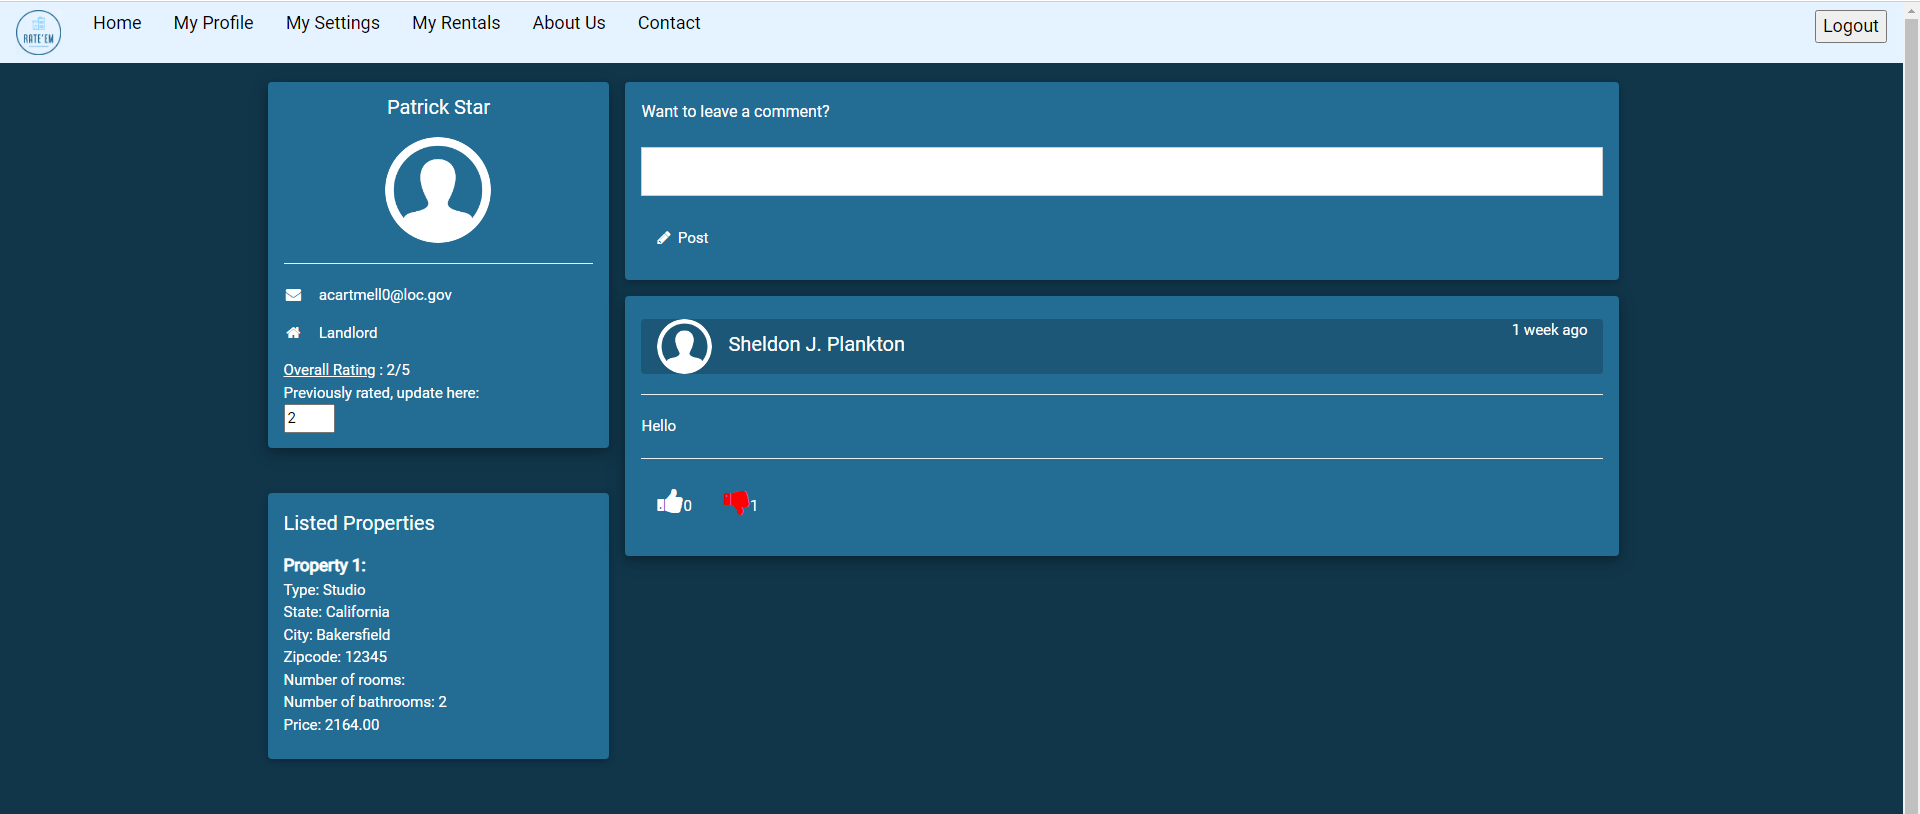 RATE'EM
Home My Profile My Settings My Rentals About Us Contact Logout
Patrick Star
acartmell0@loc.gov
Landlord
Overall Rating : 2/5
Previously rated, update here:
2
Listed Properties
Property 1:
Type: Studio
State: California
City: Bakersfield
Zipcode: 12345
Number of rooms:
Number of bathrooms: 2
Price: 2164.00
Want to leave a comment?
Post
Sheldon J. Plankton 1 week ago
Hello
0 1